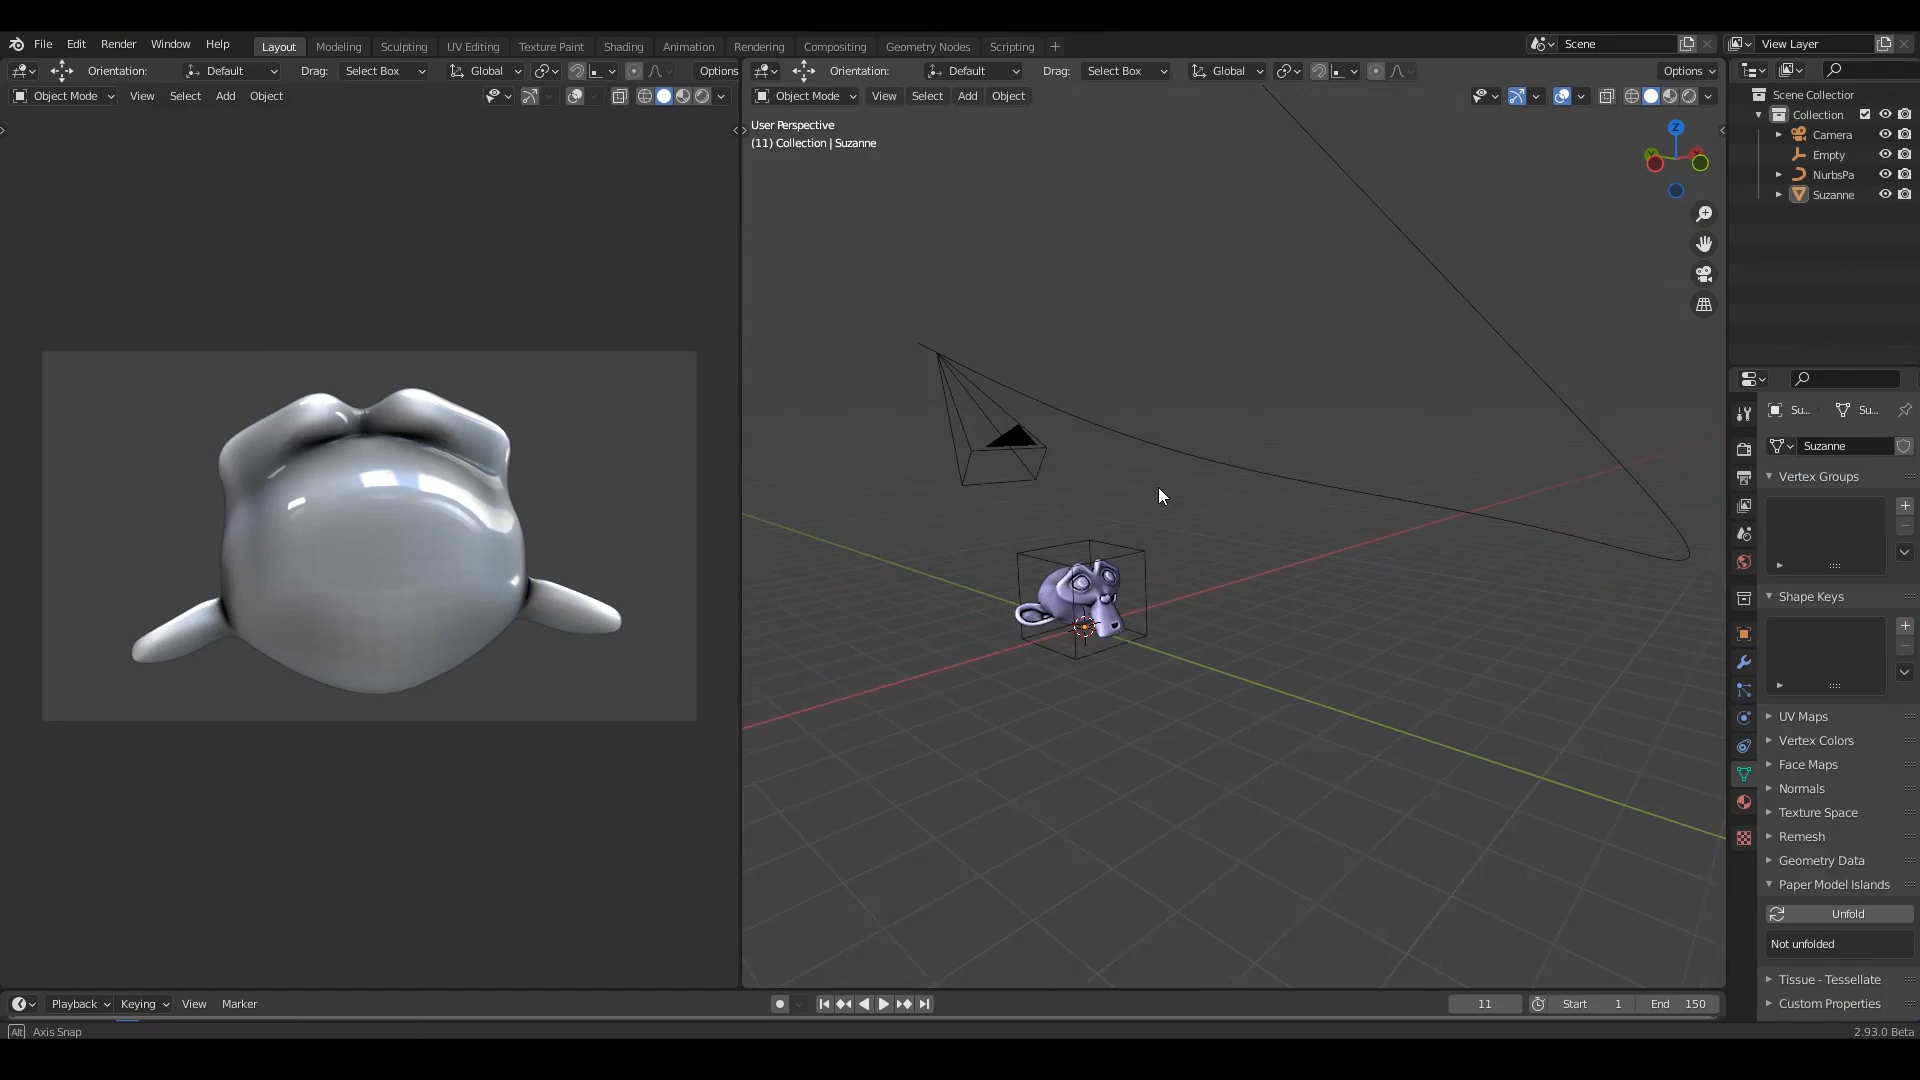 File Edit Render Window Help Layout Modeling Sculpting UV Editing Texture Paint Shading Animation Rendering Compositing Geometry Nodes Scripting + Scene View Layer
Orientation: Default Drag: Select Box Global Options
Object Mode View Select Add Object
Orientation: Default Drag: Select Box Global Options
Object Mode View Select Add Object
User Perspective
(11) Collection | Suzanne
Z
Scene Collection
Collection
Camera
Empty
NurbsPa
Suzanne
Su... Su...
Suzanne
Vertex Groups
Shape Keys
UV Maps
Vertex Colors
Face Maps
Normals
Texture Space
Remesh
Geometry Data
Paper Model Islands
Unfold
Not unfolded
Tissue - Tessellate
Custom Properties
Playback Keying View Marker 11 Start 1 End 150
Alt Axis Snap 2.93.0 Beta